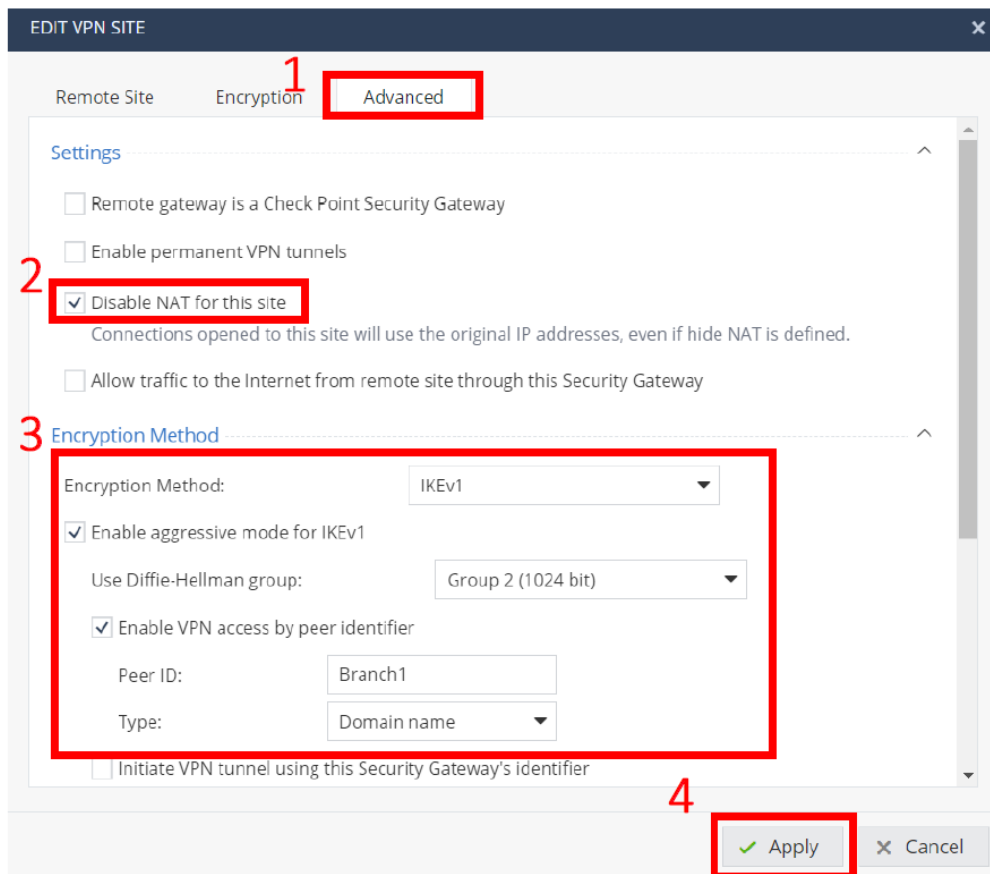 EDIT VPN SITE
1
Remote Site Encryption Advanced
Settings
Remote gateway is a Check Point Security Gateway
Enable permanent VPN tunnels
2
Disable NAT for this site
Connections opened to this site will use the original IP addresses, even if hide NAT is defined.
Allow traffic to the Internet from remote site through this Security Gateway
3 Encryption Method
Encryption Method: IKEv1
Enable aggressive mode for IKEv1
Use Diffie-Hellman group: Group 2 (1024 bit)
Enable VPN access by peer identifier
Peer ID: Branch1
Type: Domain name
Initiate VPN tunnel using this Security Gateway's identifier
4
Apply Cancel